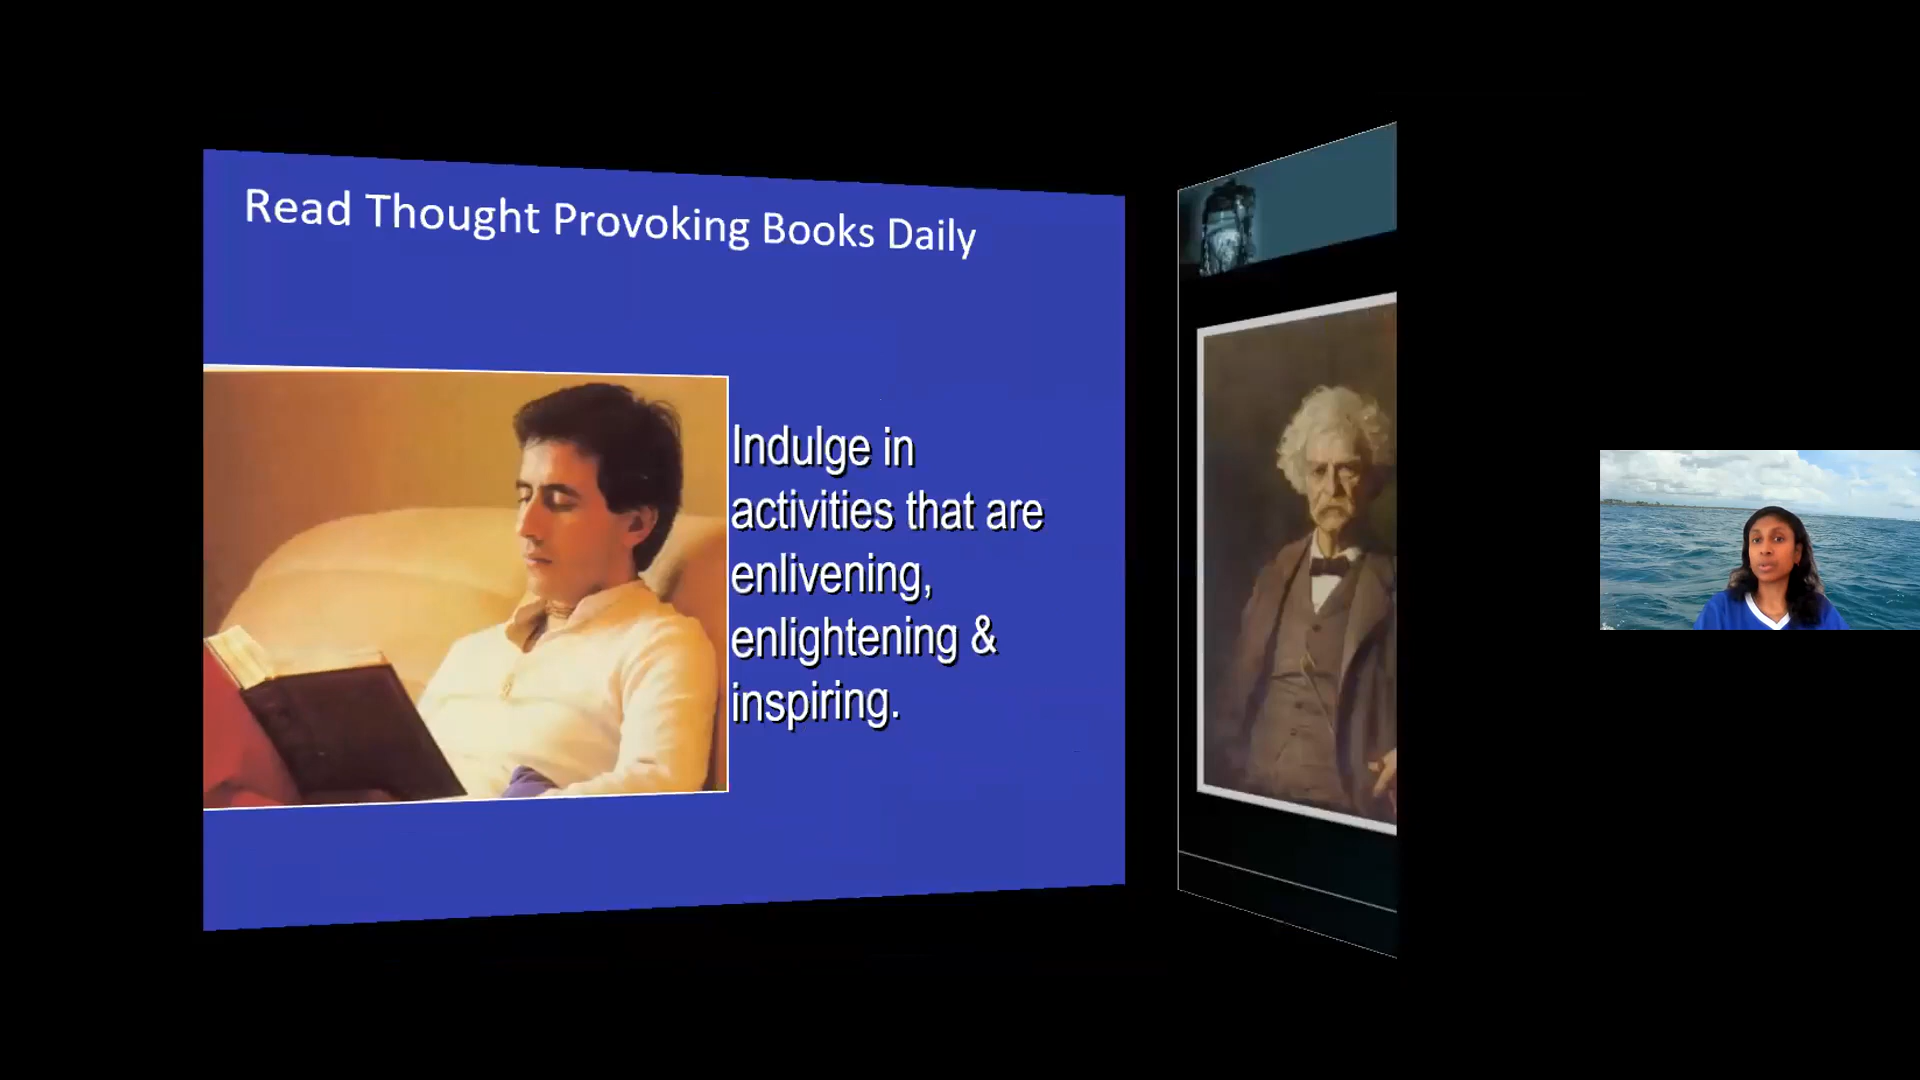 Read Thought Provoking Books Daily
Indulge in
activities that are
enlivening,
enlightening &
inspiring.